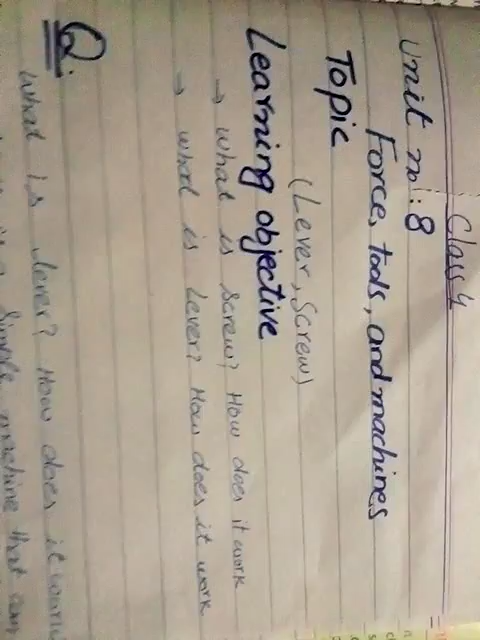 Class 4
Unit no: 8
Force, tools, and machines
Topic
(Lever, Screw)
Learning objective
→ what is Screw? How does it work
→ what is Lever? How does it work
Q:
What is lever? How does it work
simple machine that can